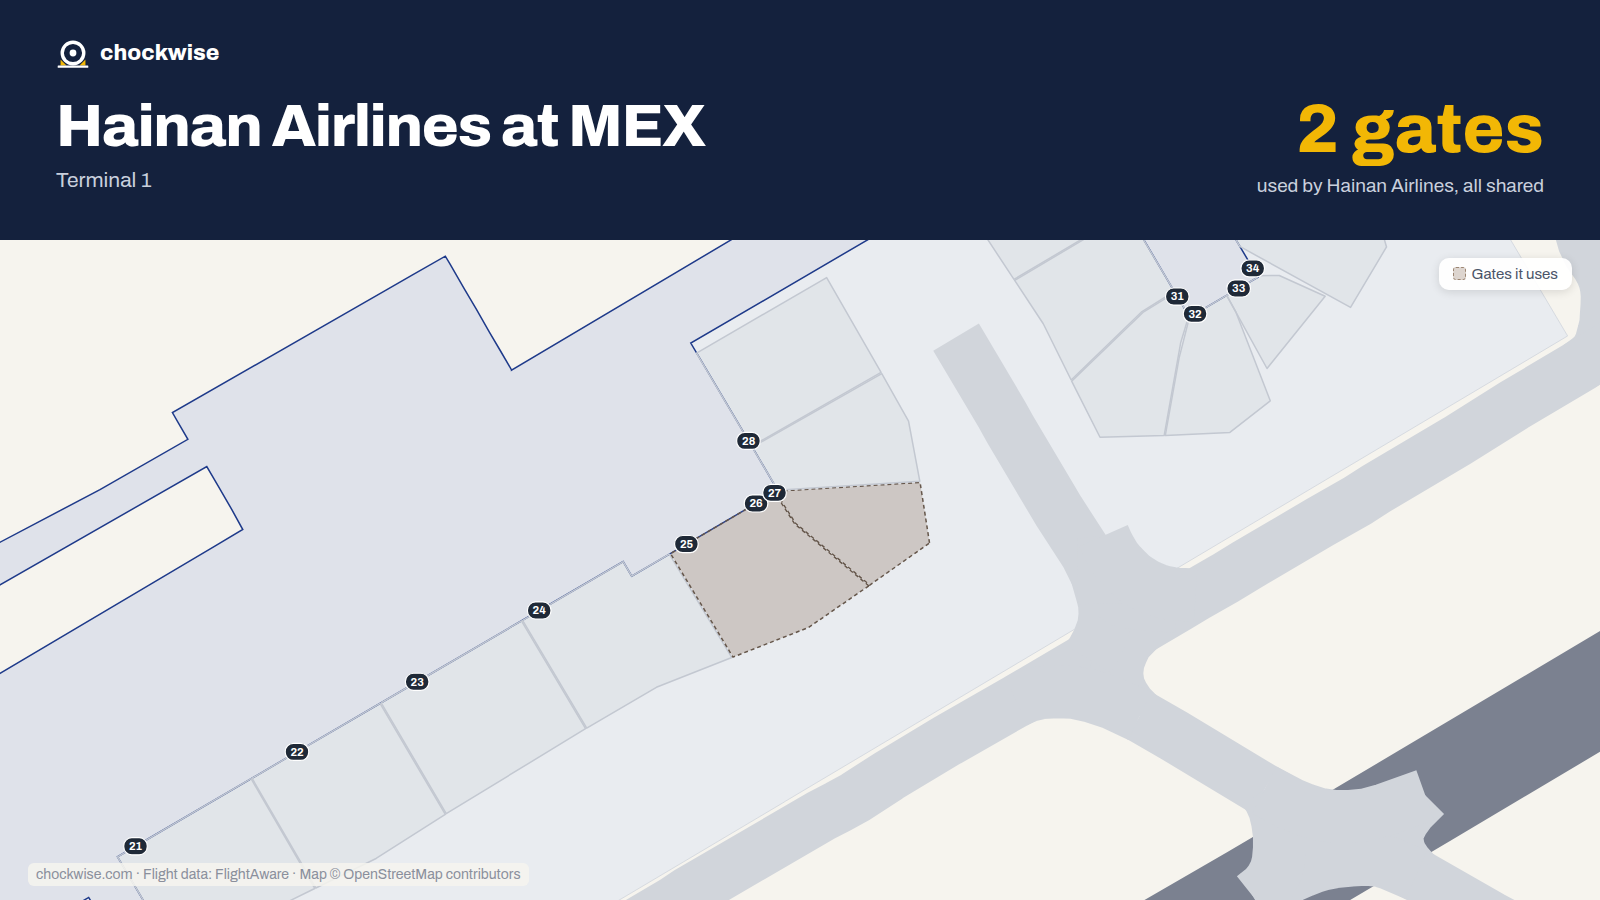 chockwise
Hainan Airlines at MEX
Terminal 1
2 gates
used by Hainan Airlines, all shared
Gates it uses
34
33
31
32
28
27
26
25
24
23
22
21
chockwise.com · Flight data: FlightAware · Map © OpenStreetMap contributors